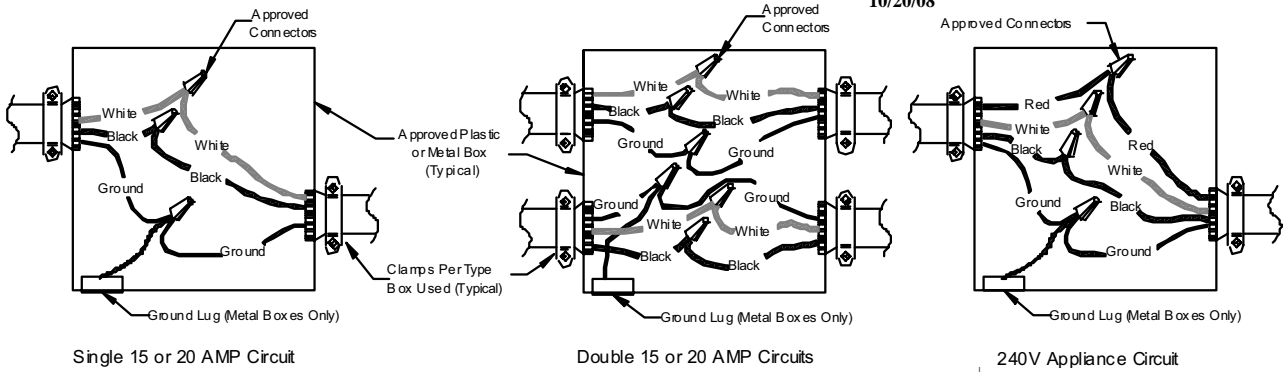 10/20/08
Approved
Connectors
White
Black
White
Black
Ground
Ground
Ground Lug (Metal Boxes Only)
Single 15 or 20 AMP Circuit
Approved Plastic
or Metal Box
(Typical)
Clamps Per Type
Box Used (Typical)
Approved
Connectors
White
White
Black
Black
Ground
Ground
Ground
Ground
White
White
Black
Black
Ground Lug (Metal Boxes Only)
Double 15 or 20 AMP Circuits
Approved Connectors
Red
White
Black
Red
White
Ground
Black
Ground
Ground Lug (Metal Boxes Only)
240V Appliance Circuit